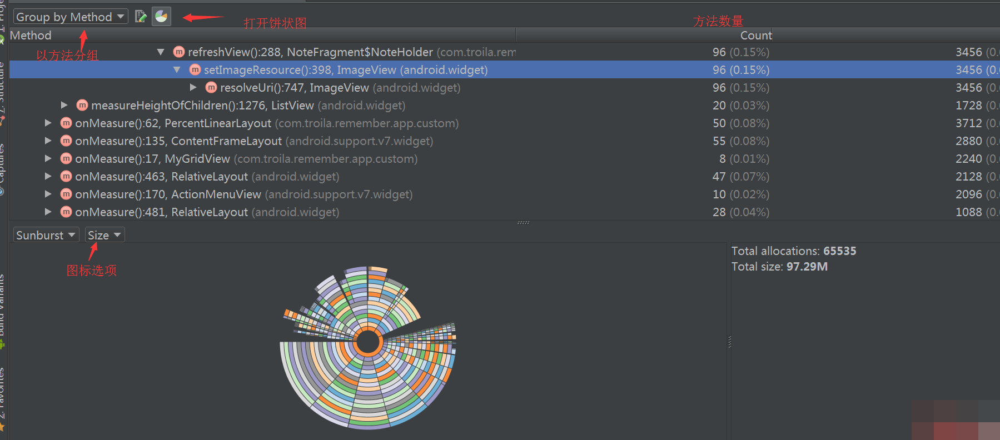 Group by Method
打开饼状图
方法数量
Method Count
以方法分组
refreshView():288, NoteFragment$NoteHolder (com.troila.rem 96 (0.15%) 3456 (0.
setImageResource():398, ImageView (android.widget) 96 (0.15%) 3456 (0.
resolveUri():747, ImageView (android.widget) 96 (0.15%) 3456 (0.
measureHeightOfChildren():1276, ListView (android.widget) 20 (0.03%) 1728 (0.
onMeasure():62, PercentLinearLayout (com.troila.remember.app.custom) 50 (0.08%) 3712 (0.
onMeasure():135, ContentFrameLayout (android.support.v7.widget) 55 (0.08%) 2880 (0.
onMeasure():17, MyGridView (com.troila.remember.app.custom) 8 (0.01%) 2240 (0.
onMeasure():463, RelativeLayout (android.widget) 47 (0.07%) 2128 (0.
onMeasure():170, ActionMenuView (android.support.v7.widget) 10 (0.02%) 2096 (0.
onMeasure():481, RelativeLayout (android.widget) 28 (0.04%) 1088 (0.
Sunburst Size
图标选项
Total allocations: 65535
Total size: 97.29M
Structure
Captures
Build Variants
2: Favorites